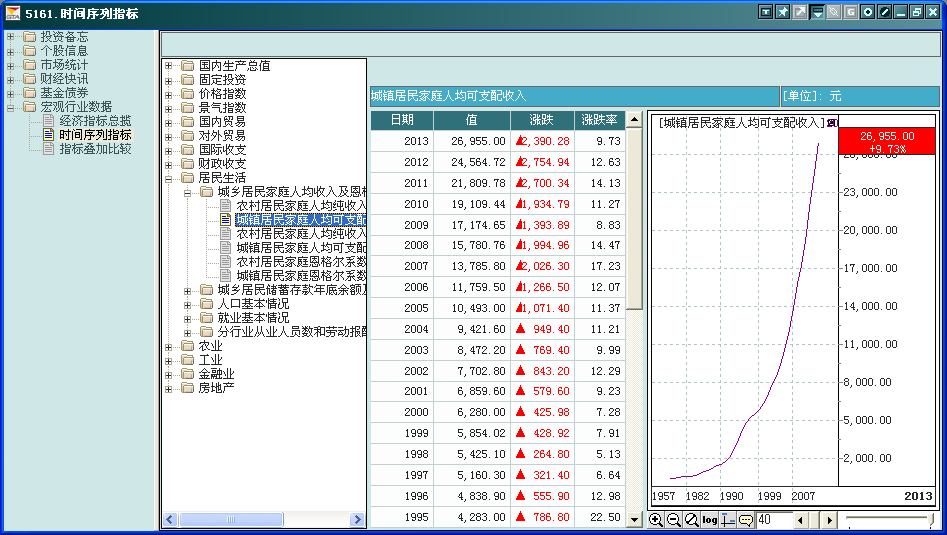 5161.时间序列指标
投资备忘
个股信息
市场统计
财经快讯
基金债券
宏观行业数据
经济指标总揽
时间序列指标
指标叠加比较
国内生产总值
固定投资
价格指数
景气指数
国内贸易
对外贸易
国际收支
财政收支
居民生活
城乡居民家庭人均收入及恩格
农村居民家庭人均纯收入
城镇居民家庭人均可支配
农村居民家庭人均纯收入
城镇居民家庭人均可支配
农村居民家庭恩格尔系数
城镇居民家庭恩格尔系数
城乡居民储蓄存款年底余额及
人口基本情况
就业基本情况
分行业从业人员数和劳动报酬
农业
工业
金融业
房地产
城镇居民家庭人均可支配收入 [单位]: 元
日期 值 涨跌 涨跌率
2013 26,955.00 ▲2,390.28 9.73
2012 24,564.72 ▲2,754.94 12.63
2011 21,809.78 ▲2,700.34 14.13
2010 19,109.44 ▲1,934.79 11.27
2009 17,174.65 ▲1,393.89 8.83
2008 15,780.76 ▲1,994.96 14.47
2007 13,785.80 ▲2,026.30 17.23
2006 11,759.50 ▲1,266.50 12.07
2005 10,493.00 ▲1,071.40 11.37
2004 9,421.60 ▲ 949.40 11.21
2003 8,472.20 ▲ 769.40 9.99
2002 7,702.80 ▲ 843.20 12.29
2001 6,859.60 ▲ 579.60 9.23
2000 6,280.00 ▲ 425.98 7.28
1999 5,854.02 ▲ 428.92 7.91
1998 5,425.10 ▲ 264.80 5.13
1997 5,160.30 ▲ 321.40 6.64
1996 4,838.90 ▲ 555.90 12.98
1995 4,283.00 ▲ 786.80 22.50
[城镇居民家庭人均可支配收入]
26,955.00
+9.73%
23,000.00
20,000.00
17,000.00
14,000.00
11,000.00
8,000.00
5,000.00
2,000.00
1957 1982 1990 1999 2007 2013
log 40